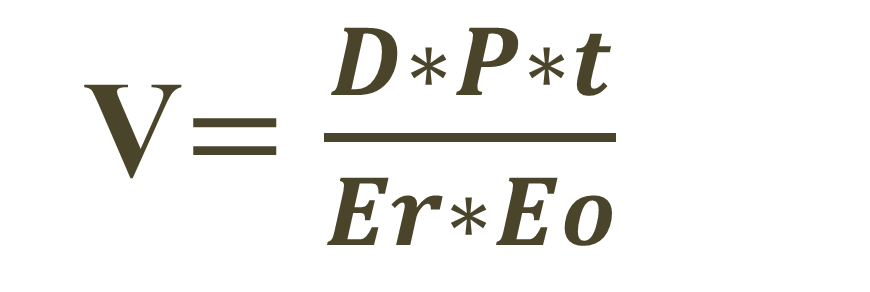 V= D*P*t
Er*Eo